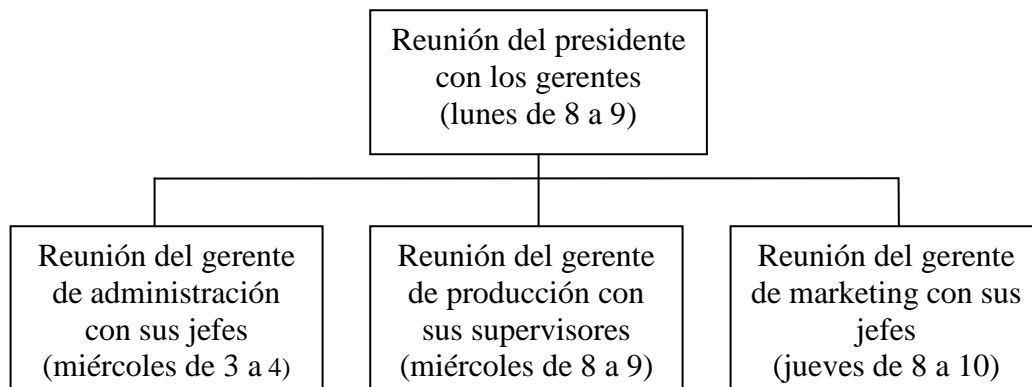 Reunión del presidente
con los gerentes
(lunes de 8 a 9)
Reunión del gerente
de administración
con sus jefes
(miércoles de 3 a 4)
Reunión del gerente
de producción con
sus supervisores
(miércoles de 8 a 9)
Reunión del gerente
de marketing con sus
jefes
(jueves de 8 a 10)